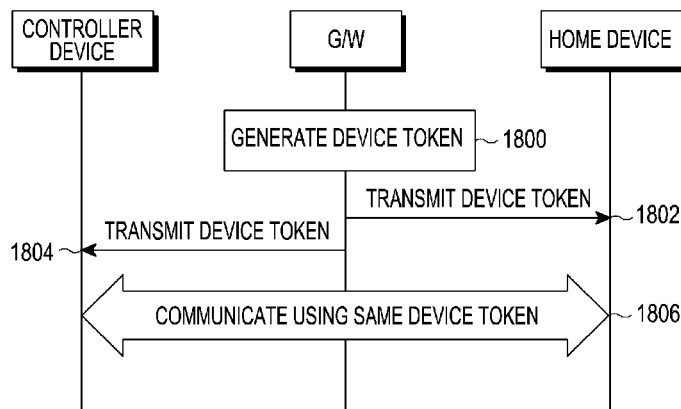 CONTROLLER
DEVICE
G/W
HOME DEVICE
GENERATE DEVICE TOKEN
1800
TRANSMIT DEVICE TOKEN
1802
TRANSMIT DEVICE TOKEN
1804
COMMUNICATE USING SAME DEVICE TOKEN
1806